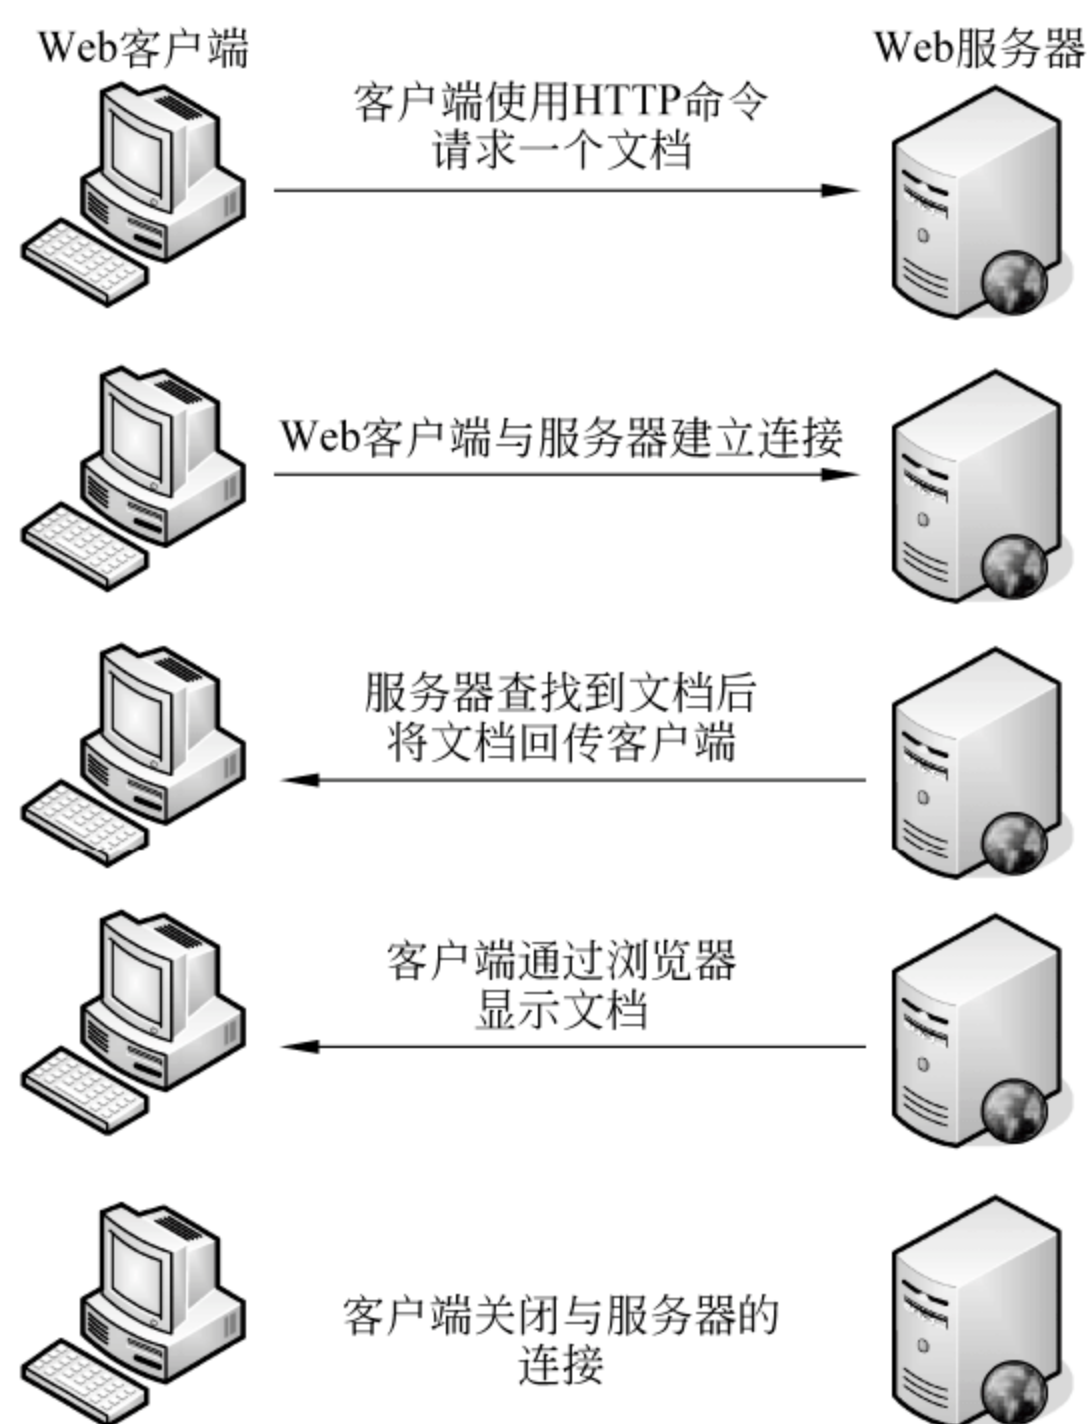 Web客户端
Web服务器
客户端使用HTTP命令
请求一个文档
Web客户端与服务器建立连接
服务器查找到文档后
将文档回传客户端
客户端通过浏览器
显示文档
客户端关闭与服务器的
连接